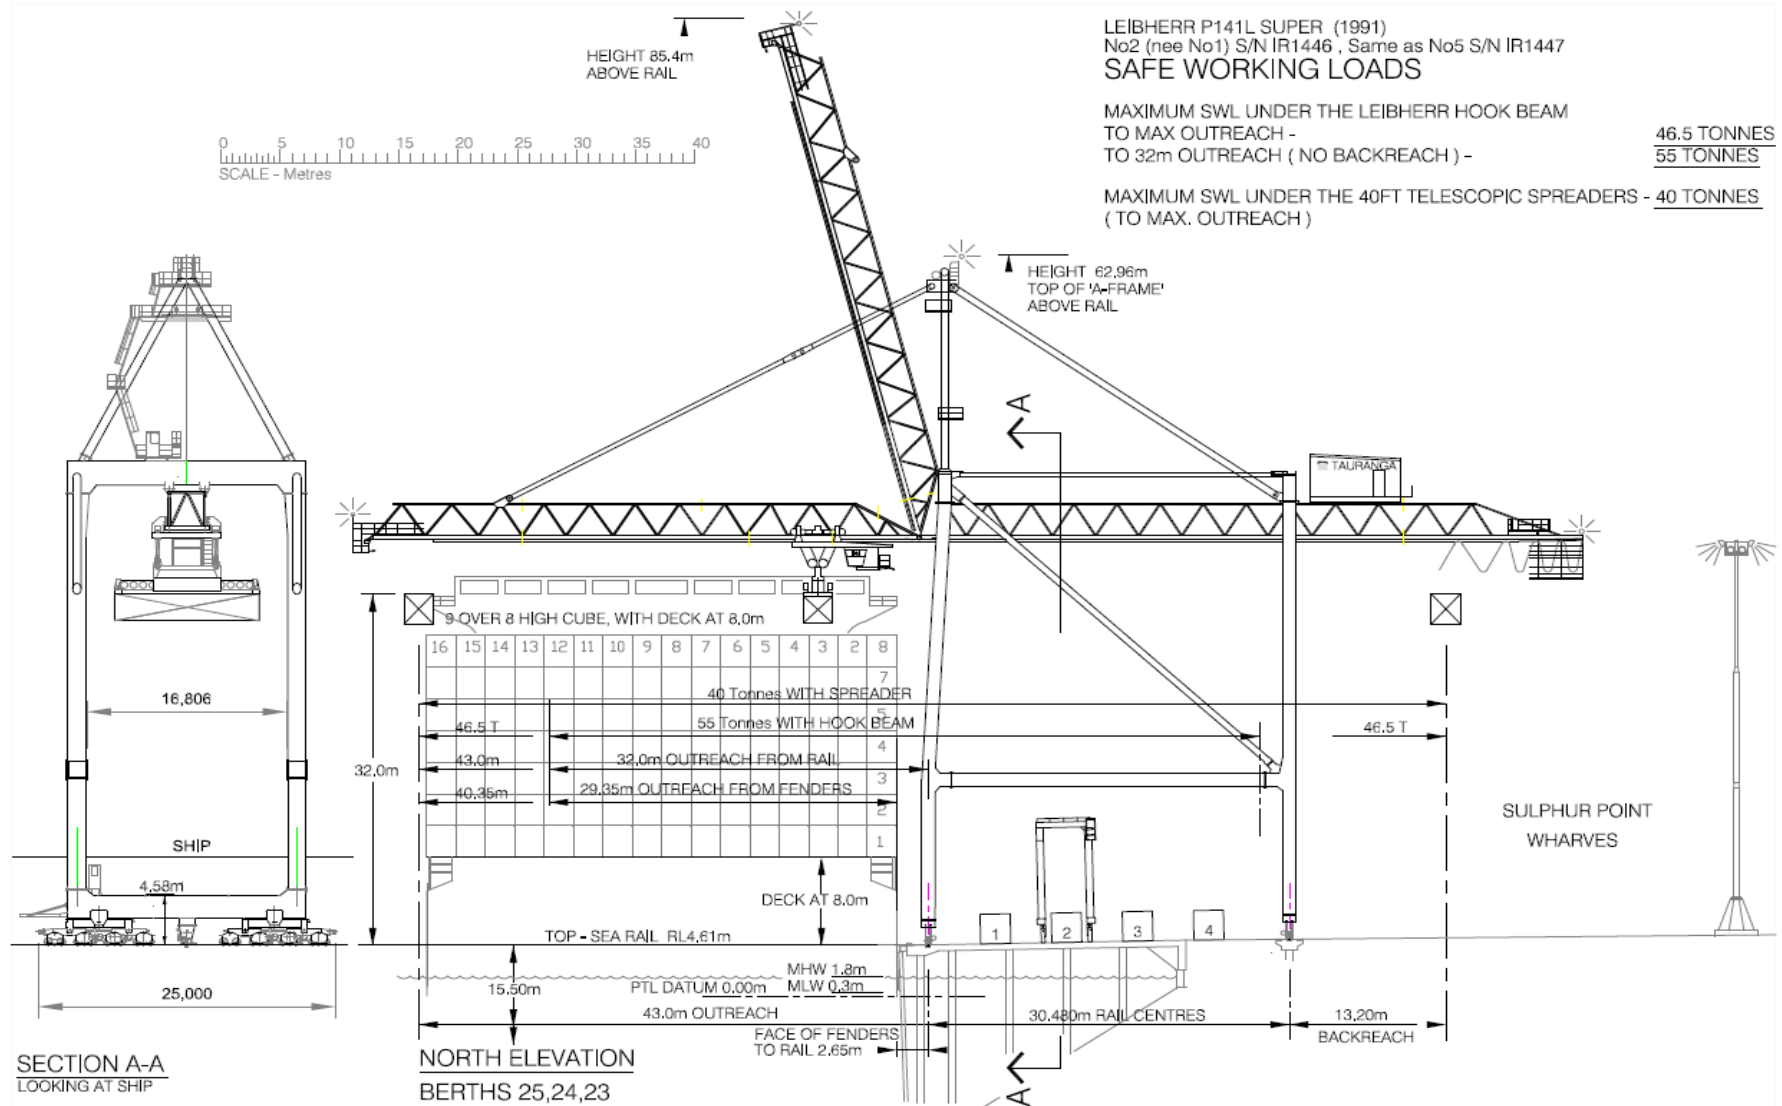 LEIBHERR P141L SUPER (1991)
No2 (nee No1) S/N IR1446 , Same as No5 S/N IR1447
SAFE WORKING LOADS
MAXIMUM SWL UNDER THE LEIBHERR HOOK BEAM
TO MAX OUTREACH - 46.5 TONNES
TO 32m OUTREACH ( NO BACKREACH ) - 55 TONNES
MAXIMUM SWL UNDER THE 40FT TELESCOPIC SPREADERS - 40 TONNES
( TO MAX. OUTREACH )
HEIGHT 85.4m
ABOVE RAIL
0 5 10 15 20 25 30 35 40
SCALE - Metres
HEIGHT 62,96m
TOP OF 'A-FRAME'
ABOVE RAIL
A
TAURANGA
9 OVER 8 HIGH CUBE, WITH DECK AT 8.0m
16 15 14 13 12 11 10 9 8 7 6 5 4 3 2 8
7
5
4
3
2
1
40 Tonnes WITH SPREADER
46.5 T
55 Tonnes WITH HOOK BEAM
46.5 T
43.0m
32.0m OUTREACH FROM RAIL
40.35m
29.35m OUTREACH FROM FENDERS
32.0m
16,806
SHIP
4.58m
25,000
SECTION A-A
LOOKING AT SHIP
DECK AT 8.0m
TOP - SEA RAIL RL4.61m
1 2 3 4
SULPHUR POINT
WHARVES
15.50m
PTL DATUM 0.00m
MHW 1.8m
MLW 0.3m
43.0m OUTREACH
30.480m RAIL CENTRES
13.20m
BACKREACH
FACE OF FENDERS
TO RAIL 2.65m
A
NORTH ELEVATION
BERTHS 25,24,23